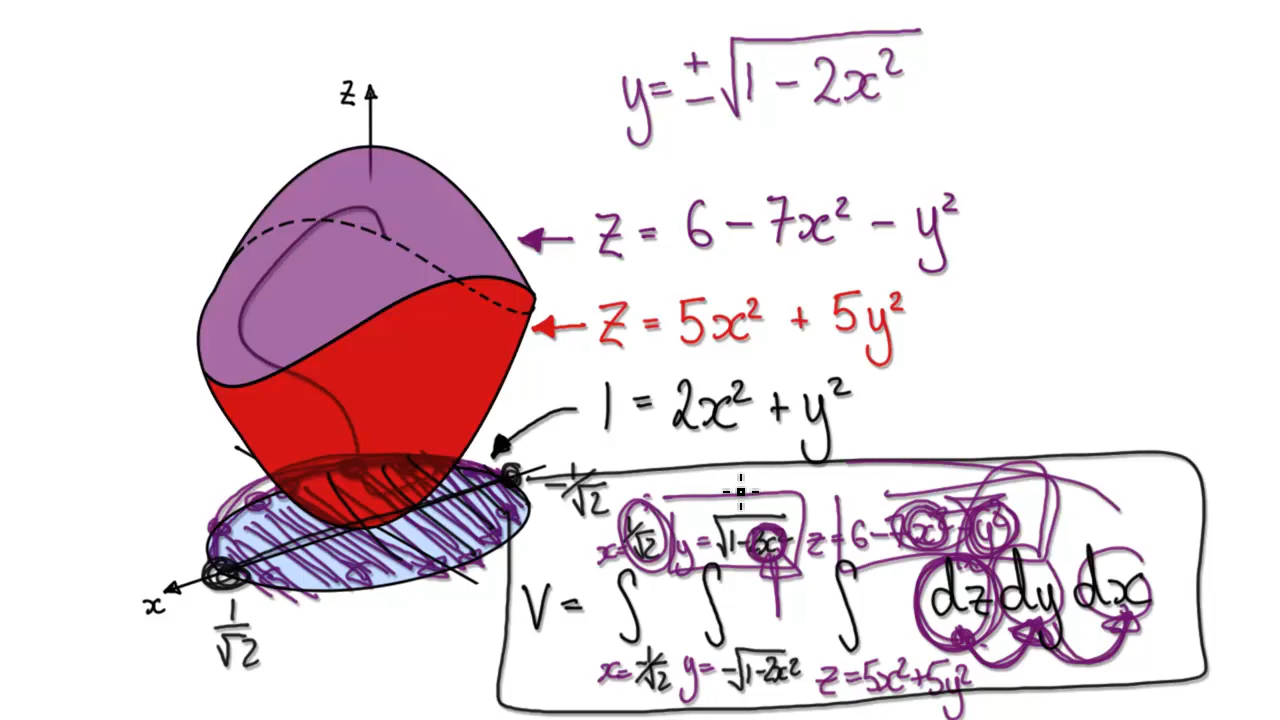 y = ±√(1 − 2x²)
z
z = 6 − 7x² − y²
z = 5x² + 5y²
1 = 2x² + y²
−1/√2
x
1/√2
x = 1/√2 y = √(1−2x²) z = 6 − 7x² − y²
V = ∫ ∫ ∫ dz dy dx
x = −1/√2 y = −√(1−2x²) z = 5x² + 5y²